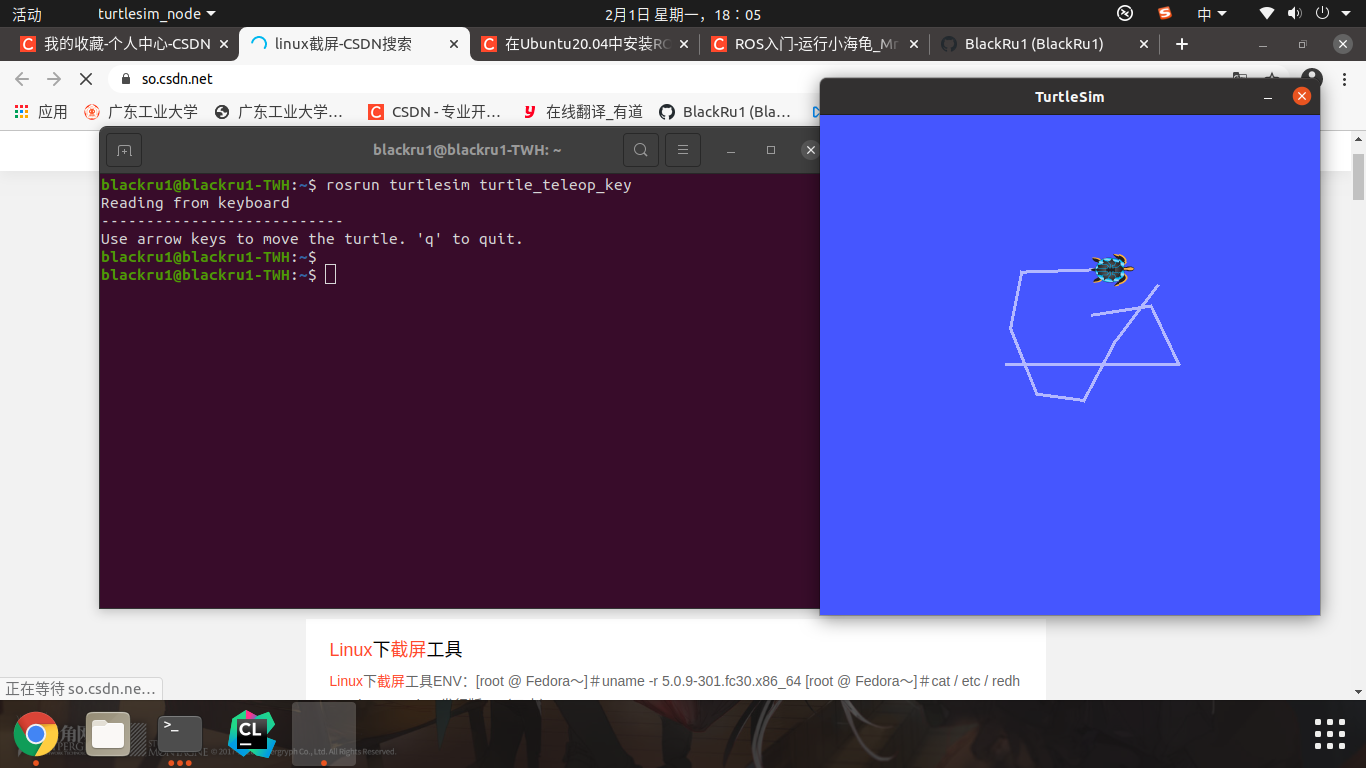 活动
turtlesim_node
2月1日 星期一，18：05
中
我的收藏-个人中心-CSDN
linux截屏-CSDN搜索
在Ubuntu20.04中安装RO
ROS入门-运行小海龟_Mr
BlackRu1 (BlackRu1)
so.csdn.net
应用
广东工业大学
广东工业大学…
CSDN - 专业开…
在线翻译_有道
BlackRu1 (Bla…
TurtleSim
blackru1@blackru1-TWH: ~
blackru1@blackru1-TWH:~$ rosrun turtlesim turtle_teleop_key
Reading from keyboard
---------------------------
Use arrow keys to move the turtle. 'q' to quit.
blackru1@blackru1-TWH:~$
blackru1@blackru1-TWH:~$
Linux下截屏工具
Linux下截屏工具ENV：[root @ Fedora〜]＃uname -r 5.0.9-301.fc30.x86_64 [root @ Fedora〜]＃cat / etc / redh
正在等待 so.csdn.ne…
CL